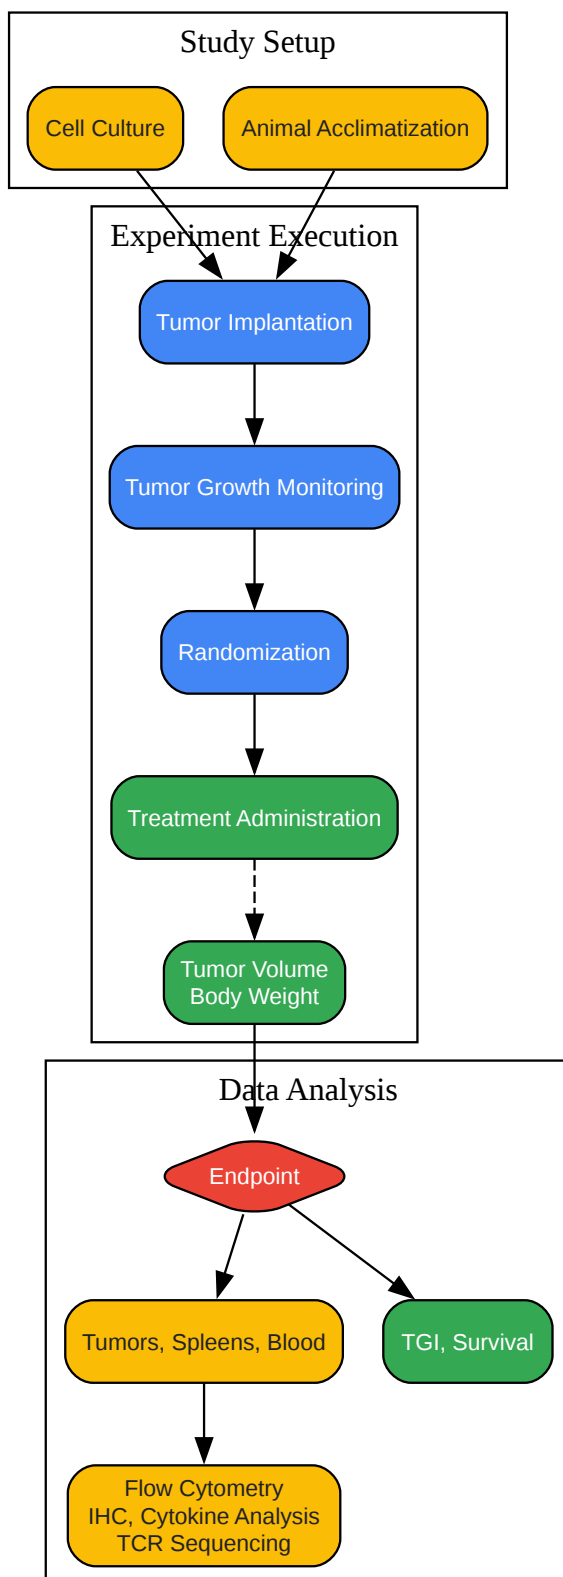 Study Setup
Cell Culture
Animal Acclimatization
Experiment Execution
Tumor Implantation
Tumor Growth Monitoring
Randomization
Treatment Administration
Tumor Volume
Body Weight
Data Analysis
Endpoint
Tumors, Spleens, Blood
TGI, Survival
Flow Cytometry
IHC, Cytokine Analysis
TCR Sequencing